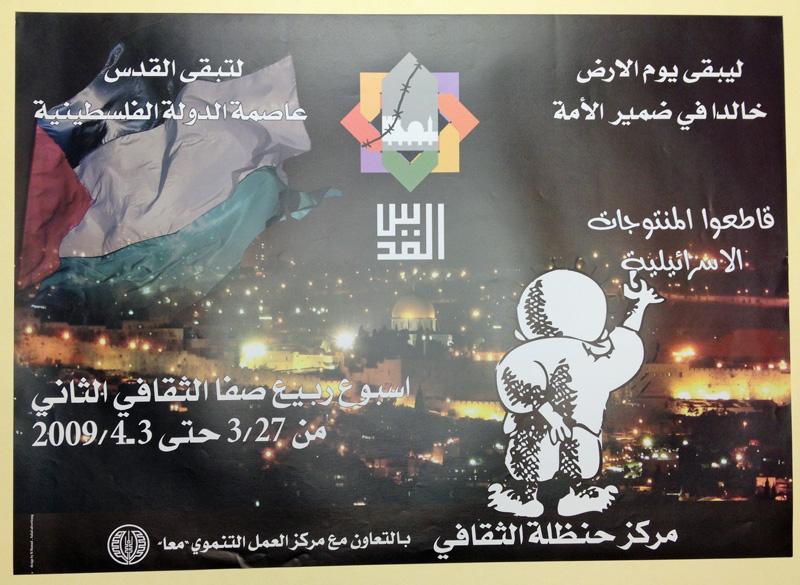 ليبقى يوم الارض
خالدا في ضمير الأمة
لتبقى القدس
عاصمة الدولة الفلسطينية
القدس
قاطعوا المنتوجات
الاسرائيلية
اسبوع ربيع صفا الثقافي الثاني
من 3/27 حتى 3-2009/4
مركز حنظلة الثقافي
بالتعاون مع مركز العمل التنموي "معا"